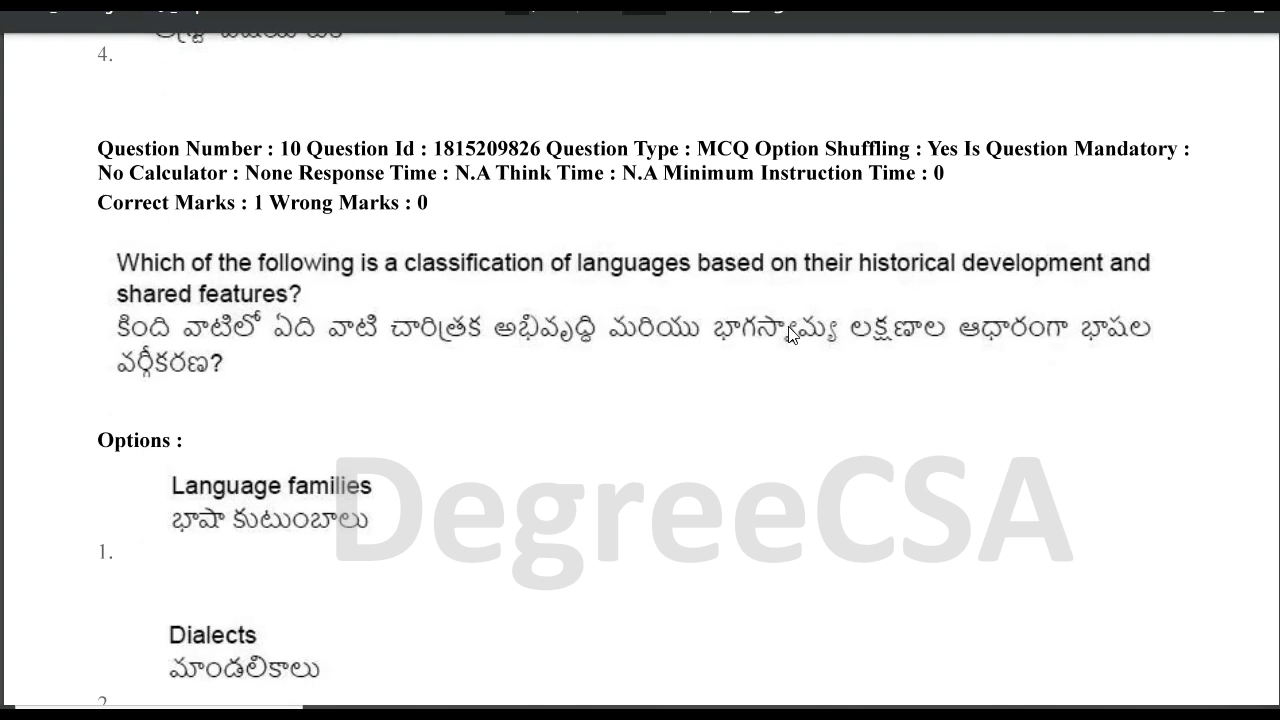 4.
Question Number : 10 Question Id : 1815209826 Question Type : MCQ Option Shuffling : Yes Is Question Mandatory :
No Calculator : None Response Time : N.A Think Time : N.A Minimum Instruction Time : 0
Correct Marks : 1 Wrong Marks : 0
Which of the following is a classification of languages based on their historical development and
shared features?
కింది వాటిలో ఏది వాటి చారిత్రక అభివృద్ధి మరియు భాగస్వామ్య లక్షణాల ఆధారంగా భాషల
వర్గీకరణ?
Options :
Language families
భాషా కుటుంబాలు
DegreeCSA
1.
Dialects
మాండలికాలు
2